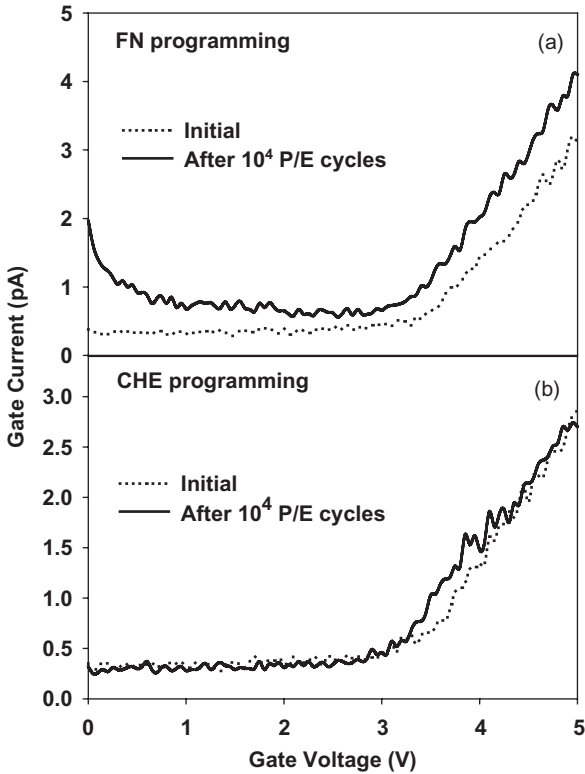 5
FN programming
(a)
4
Initial
After 10⁴ P/E cycles
3
2
1
0
Gate Current (pA)
CHE programming
(b)
3.0
2.5
Initial
After 10⁴ P/E cycles
2.0
1.5
1.0
0.5
0.0
0 1 2 3 4 5
Gate Voltage (V)